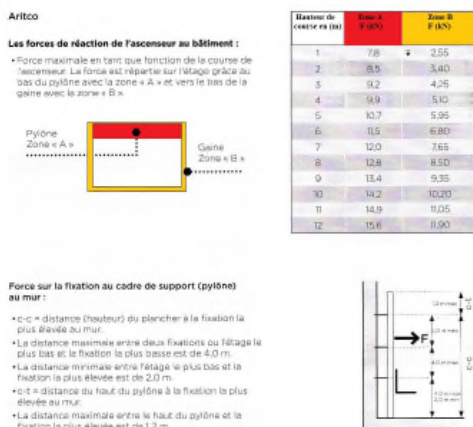 Aritco
Les forces de réaction de l'ascenseur au bâtiment :
• Force maximale en tant que fonction de la course de
l'ascenseur. La force est répartie sur l'étage grâce au
bas du pylône avec la zone « A » et vers le bas de la
gaine avec la zone « B »
Pylône
Zone « A »
Gaine
Zone « B »
Hauteur de course en (m) Zone A F (kN) Zone B F (kN)
1 7,8 2,55
2 8,5 3,40
3 9,2 4,25
4 9,9 5,10
5 10,7 5,95
6 11,5 6,80
7 12,0 7,65
8 12,8 8,50
9 13,4 9,35
10 14,2 10,20
11 14,9 11,05
12 15,6 11,90
Force sur la fixation au cadre de support (pylône)
au mur :
• c-c = distance (hauteur) du plancher à la fixation la
plus élevée au mur.
• La distance maximale entre deux fixations ou l'étage le
plus bas et la fixation la plus basse est de 4,0 m.
• La distance minimale entre l'étage le plus bas et la
fixation la plus élevée est de 2,0 m.
• c-t = distance du haut du pylône à la fixation la plus
élevée au mur.
• La distance maximale entre le haut du pylône et la
fixation la plus élevée est de 1,2 m.
F
c-t
c-c